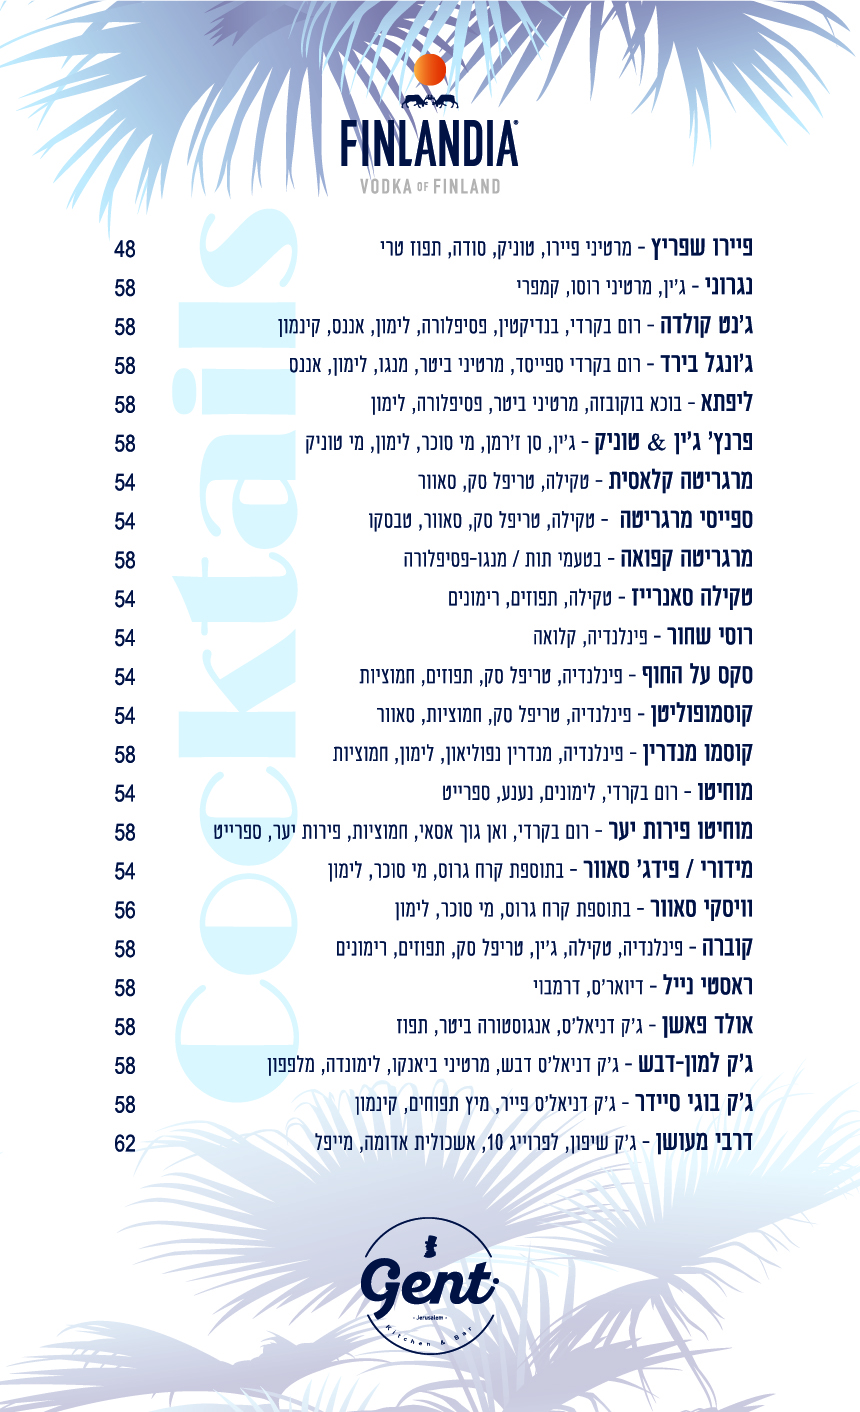 FINLANDIA
VODKA OF FINLAND
Cocktails
פיירו שפריץ - מרטיני פיירו, טוניק, סודה, תפוז טרי 48
נגרוני - ג'ין, מרטיני רוסו, קמפרי 58
ג'נט קולדה - רום בקרדי, בנדיקטין, פסיפלורה, לימון, אננס, קינמון 58
ג'ונגל בירד - רום בקרדי ספייסד, מרטיני ביטר, מנגו, לימון, אננס 58
ליפתא - בוכא בוקובזה, מרטיני ביטר, פסיפלורה, לימון 58
פרנץ' ג'ין & טוניק - ג'ין, סן ז'רמן, מי סוכר, לימון, מי טוניק 58
מרגריטה קלאסית - טקילה, טריפל סק, סאוור 54
ספייסי מרגריטה - טקילה, טריפל סק, סאוור, טבסקו 54
מרגריטה קפואה - בטעמי תות / מנגו-פסיפלורה 58
טקילה סאנרייז - טקילה, תפוזים, רימונים 54
רוסי שחור - פינלנדיה, קלואה 54
סקס על החוף - פינלנדיה, טריפל סק, תפוזים, חמוציות 54
קוסמופוליטן - פינלנדיה, טריפל סק, חמוציות, סאוור 54
קוסמו מנדרין - פינלנדיה, מנדרין נפוליאון, לימון, חמוציות 58
מוחיטו - רום בקרדי, לימונים, נענע, ספרייט 54
מוחיטו פירות יער - רום בקרדי, ואן גוך אסאי, חמוציות, פירות יער, ספרייט 58
מידורי / פידג' סאוור - בתוספת קרח גרוס, מי סוכר, לימון 54
וויסקי סאוור - בתוספת קרח גרוס, מי סוכר, לימון 56
קוברה - פינלנדיה, טקילה, ג'ין, טריפל סק, תפוזים, רימונים 58
ראסטי נייל - דיואר'ס, דרמבוי 58
אולד פאשן - ג'ק דניאל'ס, אנגוסטורה ביטר, תפוז 58
ג'ק למון-דבש - ג'ק דניאל'ס דבש, מרטיני ביאנקו, לימונדה, מלפפון 58
ג'ק בוגי סיידר - ג'ק דניאל'ס פייר, מיץ תפוחים, קינמון 58
דרבי מעושן - ג'ק שיפון, לפרוייג 10, אשכולית אדומה, מייפל 62
Gent
- Jerusalem -
Kitchen & Bar